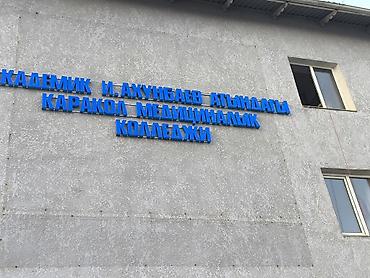 КАДЕМИК И.АХУНБАЕВ АТЫНДАГЫ
КАРАКОЛ МЕДИЦИНАЛЫК
КОЛЛЕДЖИ